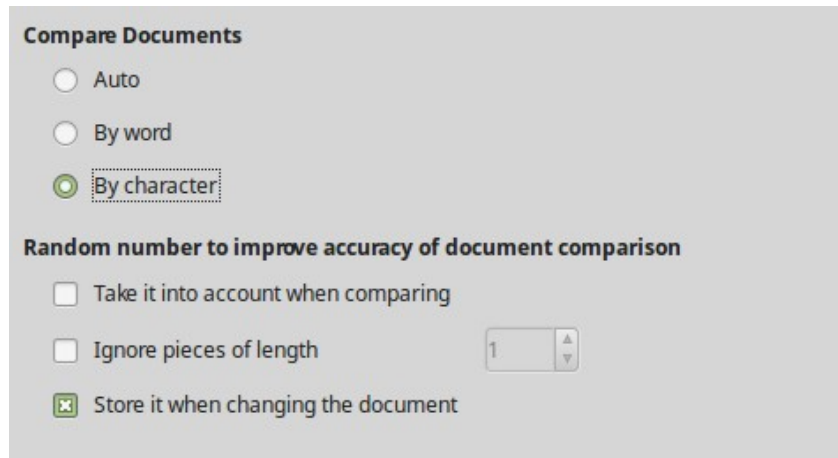 Compare Documents
Auto
By word
By character
Random number to improve accuracy of document comparison
Take it into account when comparing
Ignore pieces of length 1
Store it when changing the document